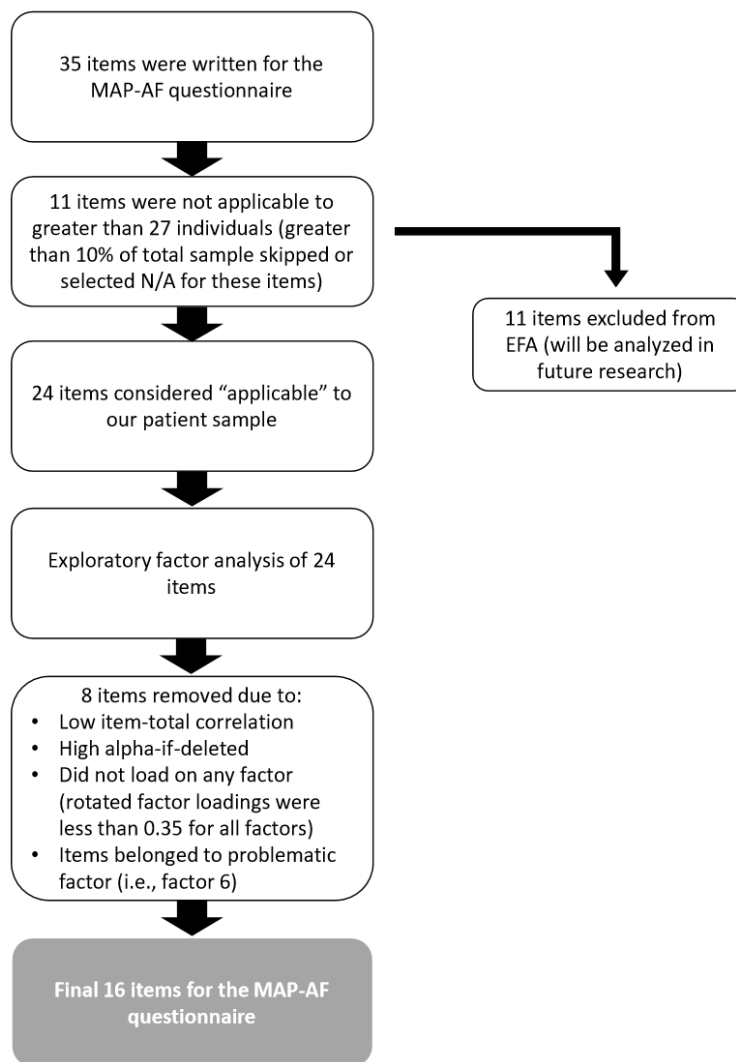 35 items were written for the
MAP-AF questionnaire
11 items were not applicable to
greater than 27 individuals (greater
than 10% of total sample skipped or
selected N/A for these items)
11 items excluded from
EFA (will be analyzed in
future research)
24 items considered “applicable” to
our patient sample
Exploratory factor analysis of 24
items
8 items removed due to:
• Low item-total correlation
• High alpha-if-deleted
• Did not load on any factor
(rotated factor loadings were
less than 0.35 for all factors)
• Items belonged to problematic
factor (i.e., factor 6)
Final 16 items for the MAP-AF
questionnaire